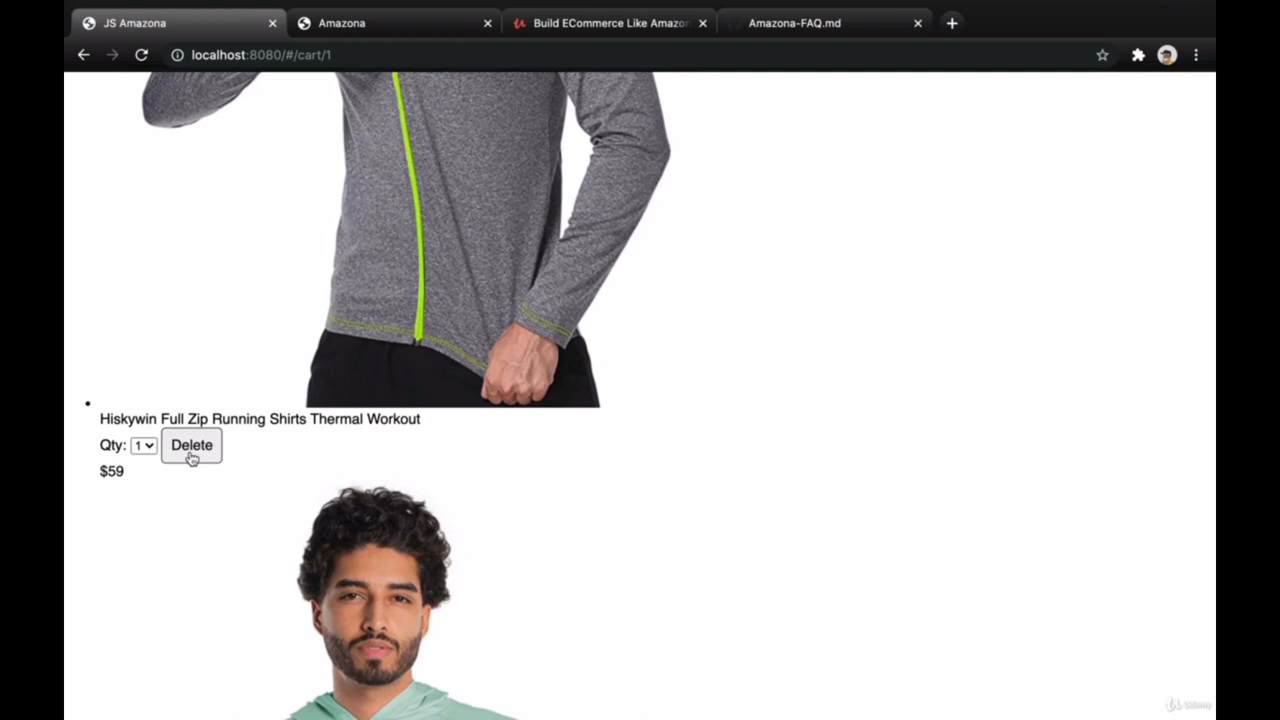 JS Amazona
Amazona
Build ECommerce Like Amazon
Amazona-FAQ.md
localhost:8080/#/cart/1
Hiskywin Full Zip Running Shirts Thermal Workout
Qty: 1 Delete
$59
Udemy